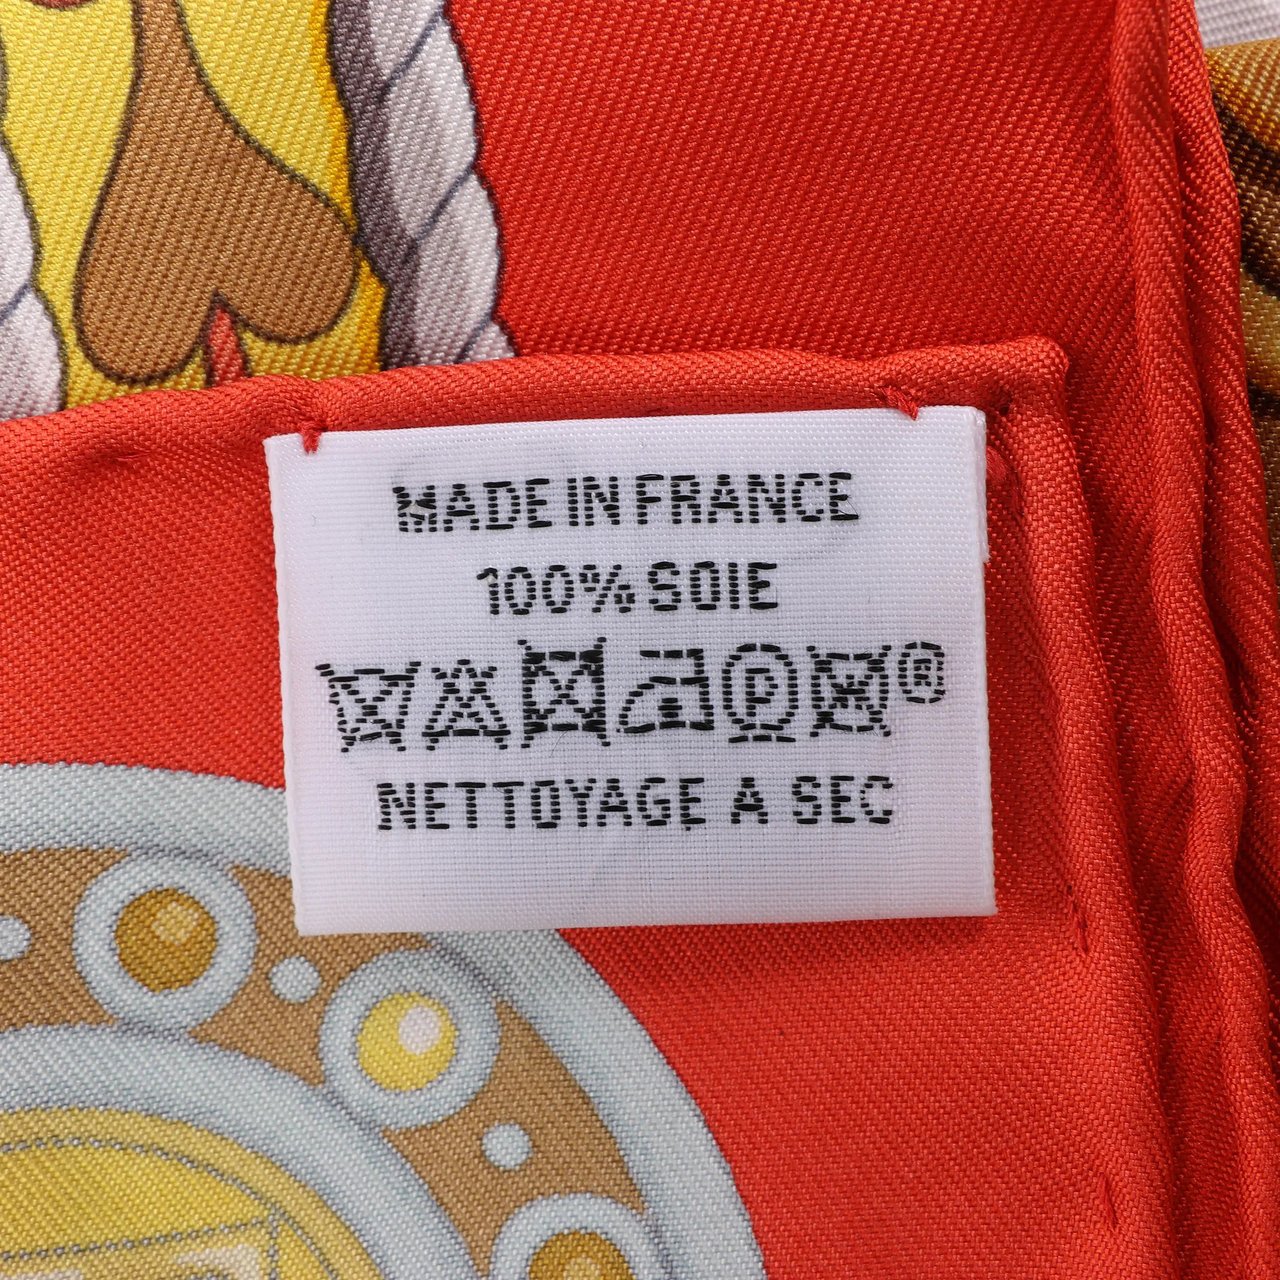 MADE IN FRANCE
100% SOIE
P W ®
NETTOYAGE A SEC